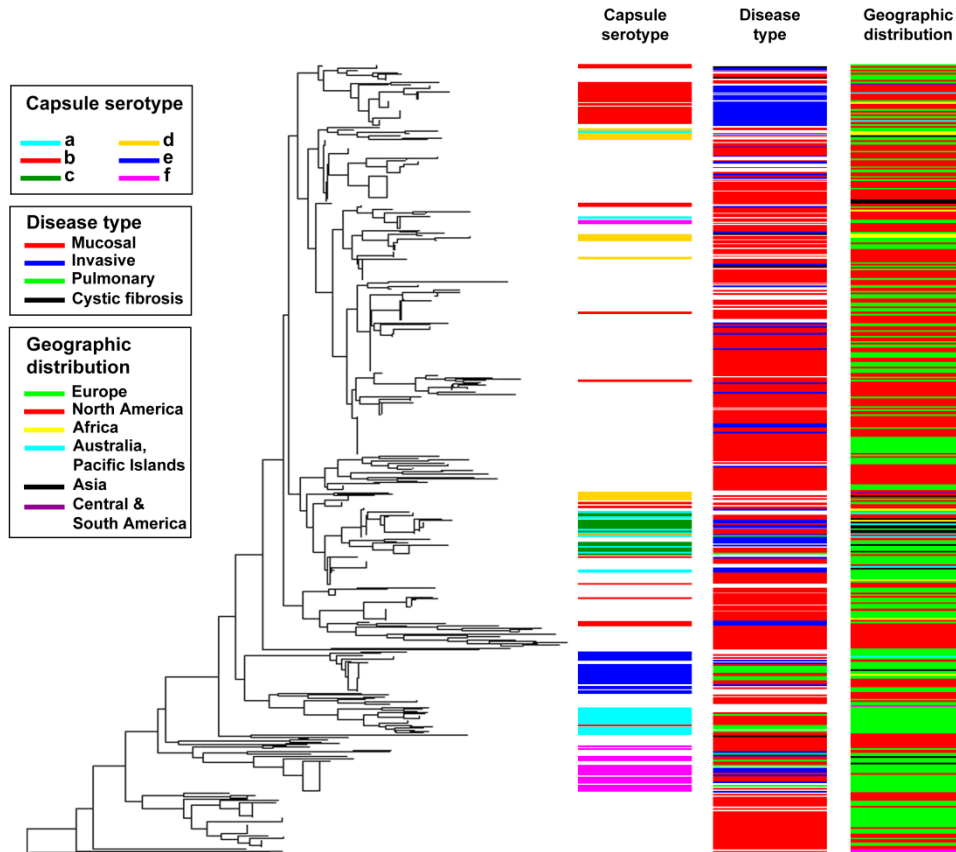 Capsule serotype
Disease type
Geographic distribution
Capsule serotype
a
d
b
e
c
f
Disease type
Mucosal
Invasive
Pulmonary
Cystic fibrosis
Geographic
distribution
Europe
North America
Africa
Australia,
Pacific Islands
Asia
Central &
South America